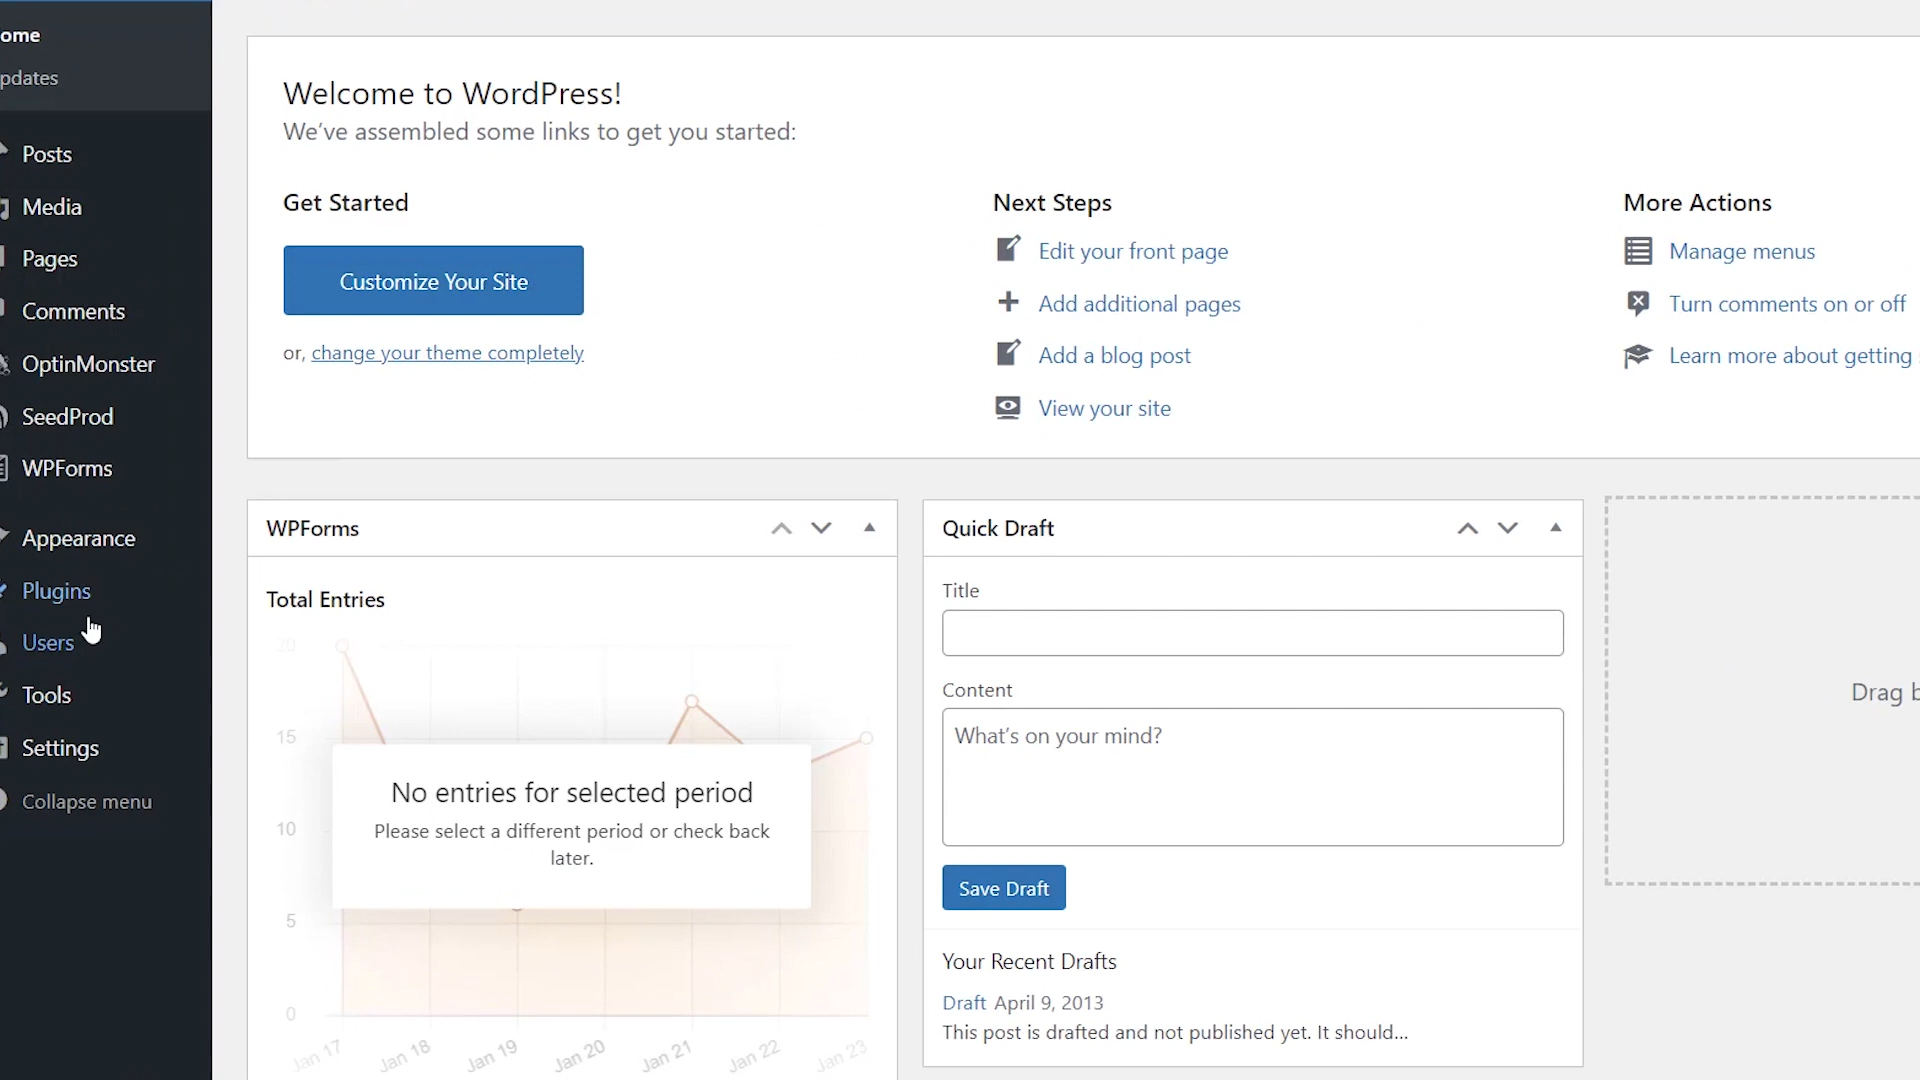 ome
pdates
Posts
Media
Pages
Comments
OptinMonster
SeedProd
WPForms
Appearance
Plugins
Users
Tools
Settings
Collapse menu
Welcome to WordPress!
We've assembled some links to get you started:
Get Started
Customize Your Site
or, change your theme completely
Next Steps
Edit your front page
Add additional pages
Add a blog post
View your site
More Actions
Manage menus
Turn comments on or off
Learn more about getting
WPForms
Total Entries
20
15
10
5
0
No entries for selected period
Please select a different period or check back
later.
Jan 17
Jan 18
Jan 19
Jan 20
Jan 21
Jan 22
Jan 23
Quick Draft
Title
Content
What's on your mind?
Save Draft
Your Recent Drafts
Draft April 9, 2013
This post is drafted and not published yet. It should...
Drag b